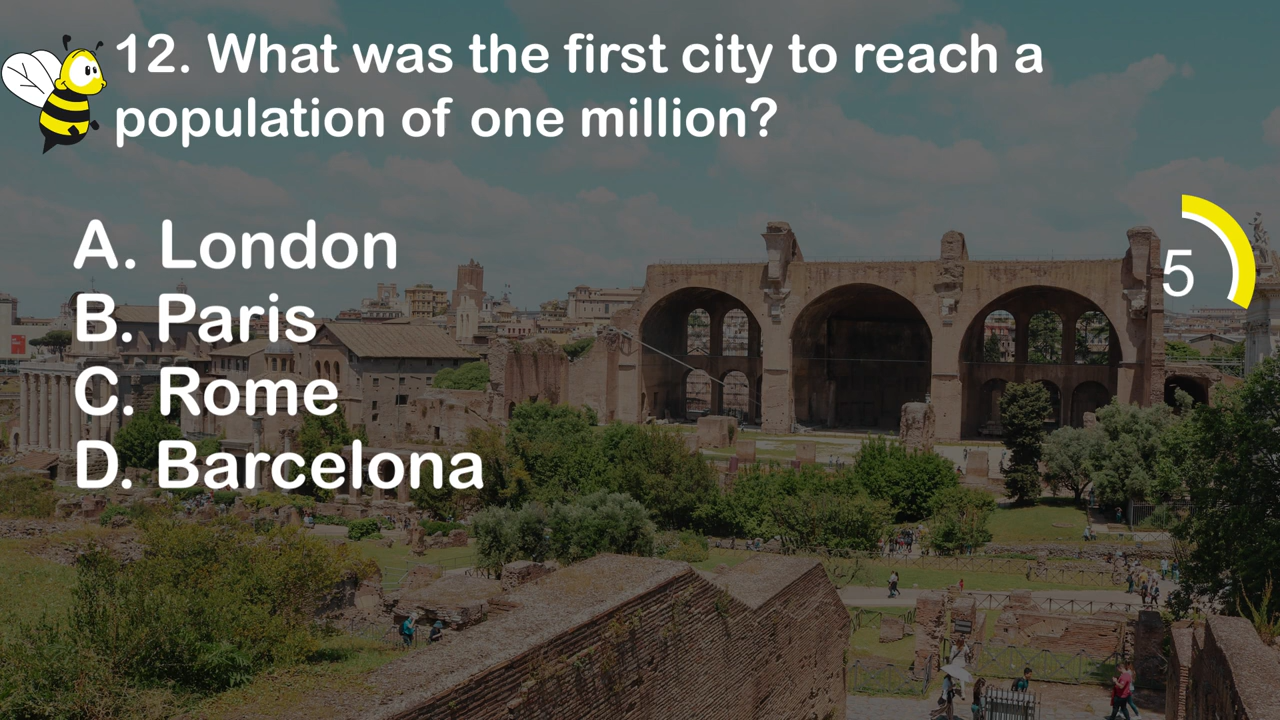 12. What was the first city to reach a
population of one million?
A. London
B. Paris
C. Rome
D. Barcelona
5